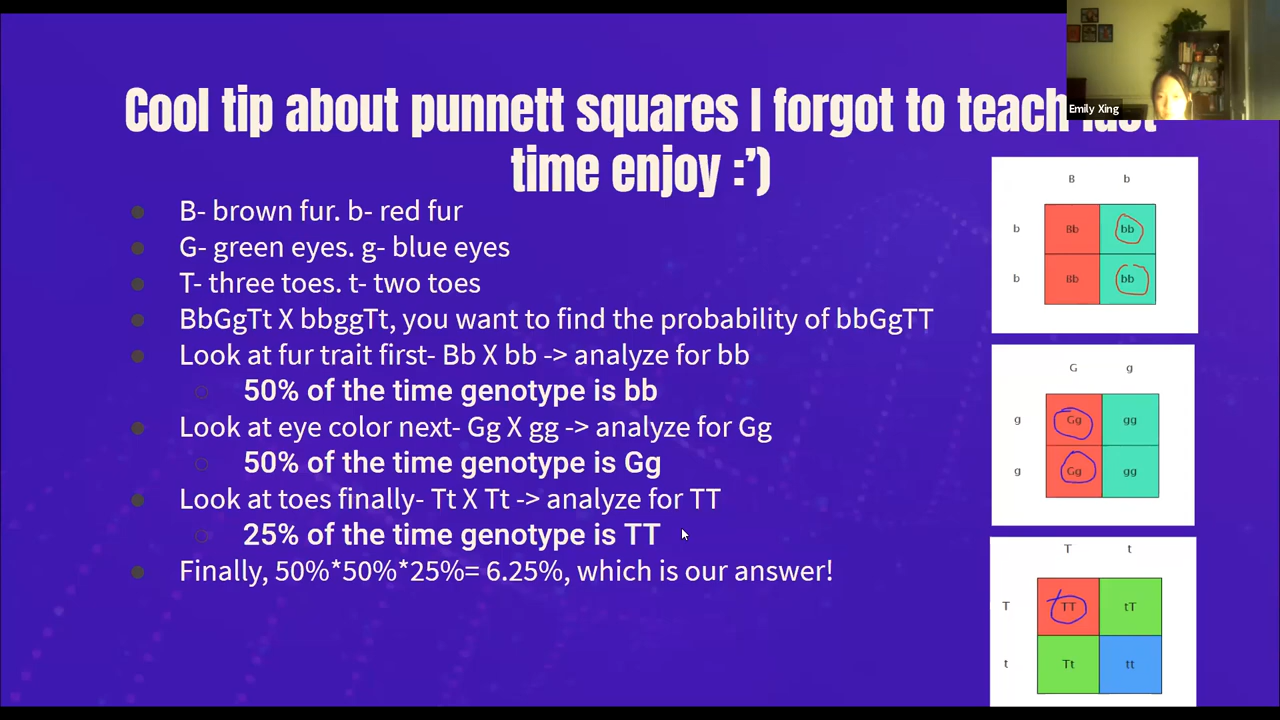 Cool tip about punnett squares I forgot to teach last
time enjoy :’)
Emily Xing
B- brown fur. b- red fur
G- green eyes. g- blue eyes
T- three toes. t- two toes
BbGgTt X bbggTt, you want to find the probability of bbGgTT
Look at fur trait first- Bb X bb -> analyze for bb
50% of the time genotype is bb
Look at eye color next- Gg X gg -> analyze for Gg
50% of the time genotype is Gg
Look at toes finally- Tt X Tt -> analyze for TT
25% of the time genotype is TT
Finally, 50%*50%*25%= 6.25%, which is our answer!
B b
b Bb bb
b Bb bb
G g
g Gg gg
g Gg gg
T t
T TT tT
t Tt tt